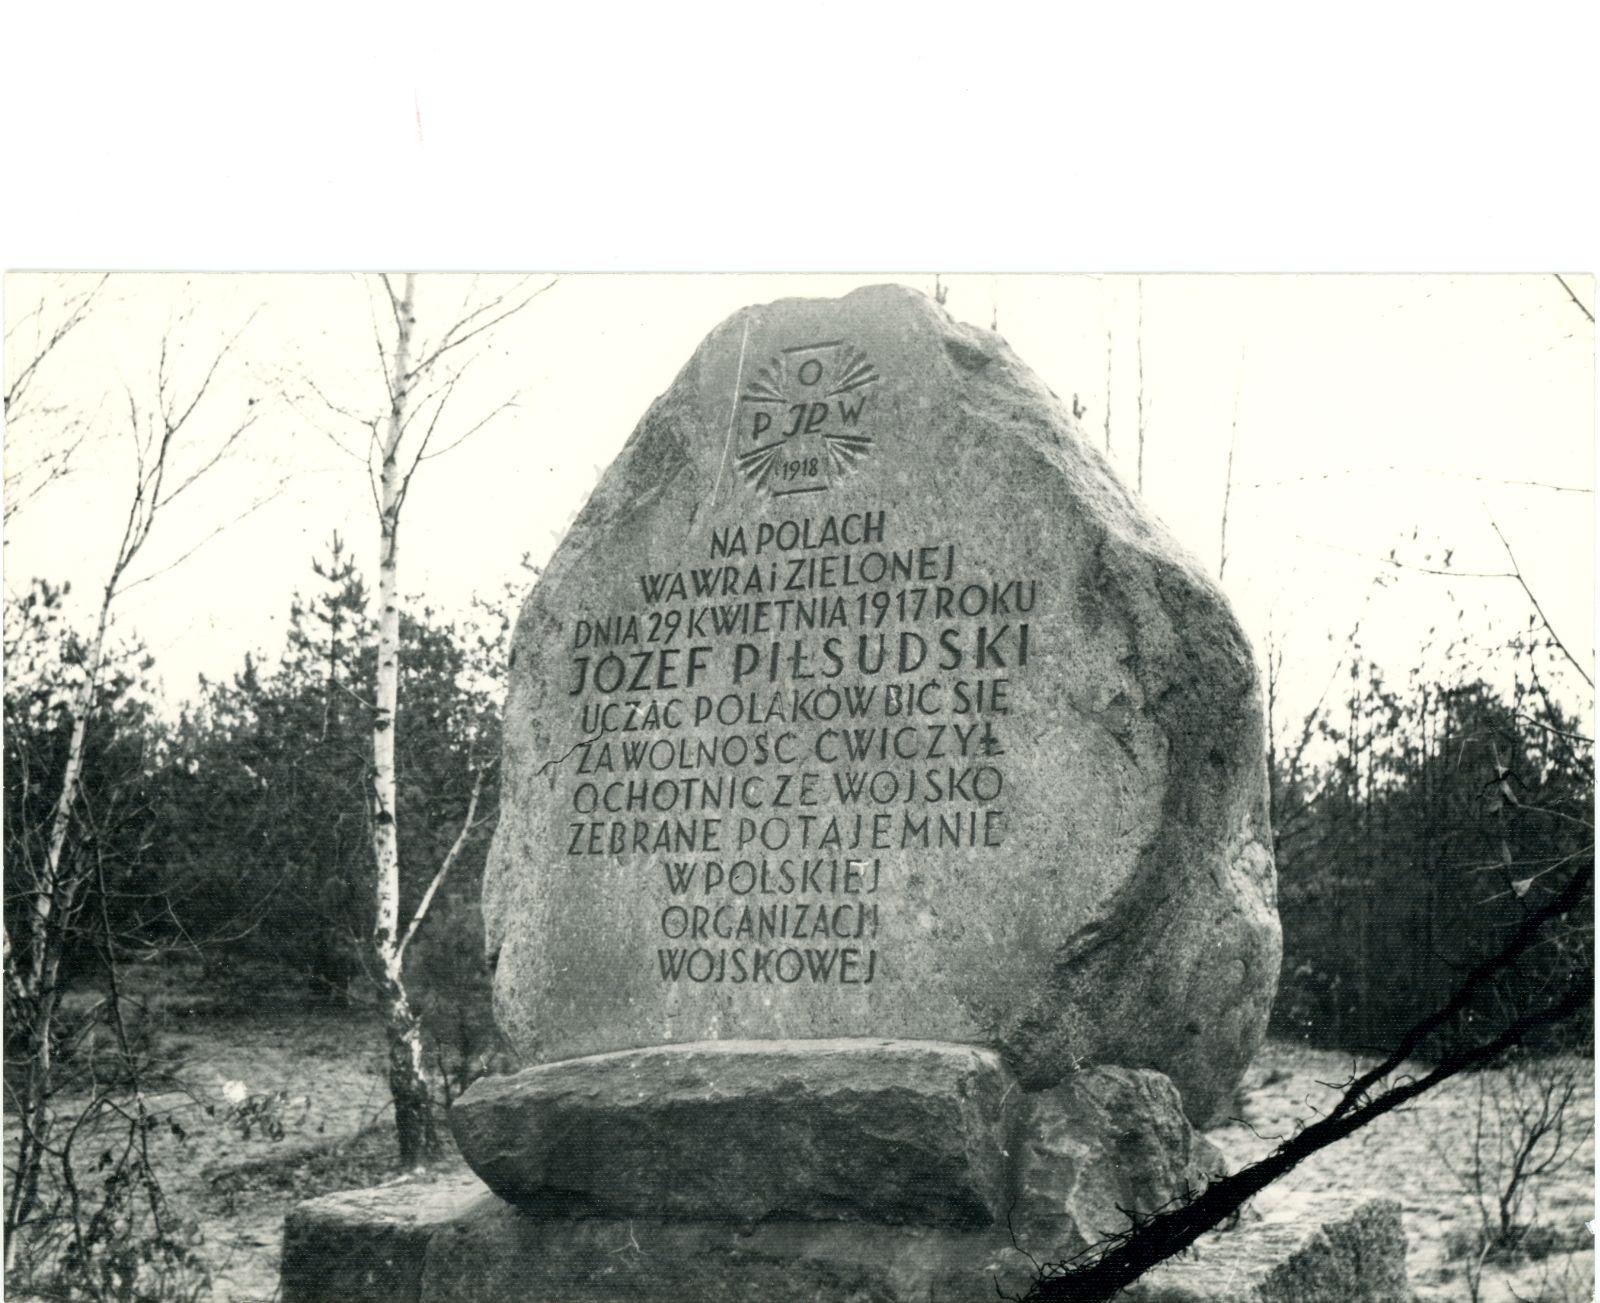 O
P JP W
1918
NA POLACH
WAWRA i ZIELONEJ
DNIA 29 KWIETNIA 1917 ROKU
JÓZEF PIŁSUDSKI
UCZĄC POLAKÓW BIĆ SIĘ
ZA WOLNOŚĆ, ĆWICZYŁ
OCHOTNICZE WOJSKO
ZEBRANE POTAJEMNIE
W POLSKIEJ
ORGANIZACJI
WOJSKOWEJ